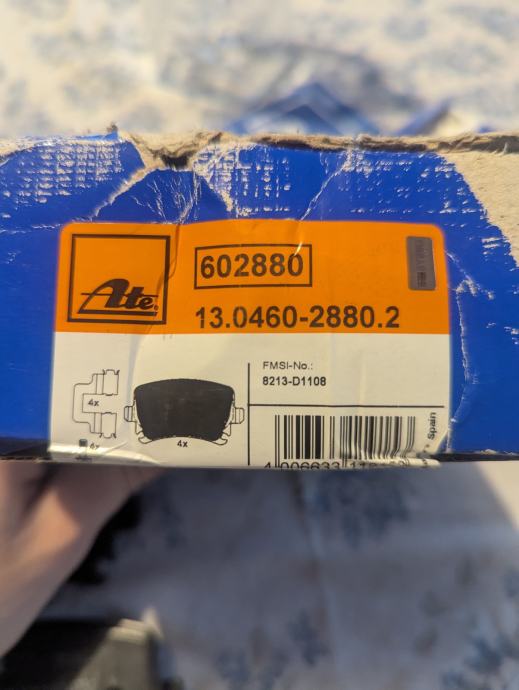 Ate
602880
13.0460-2880.2
FMSI-No.:
8213-D1108
4x
4x
Spain